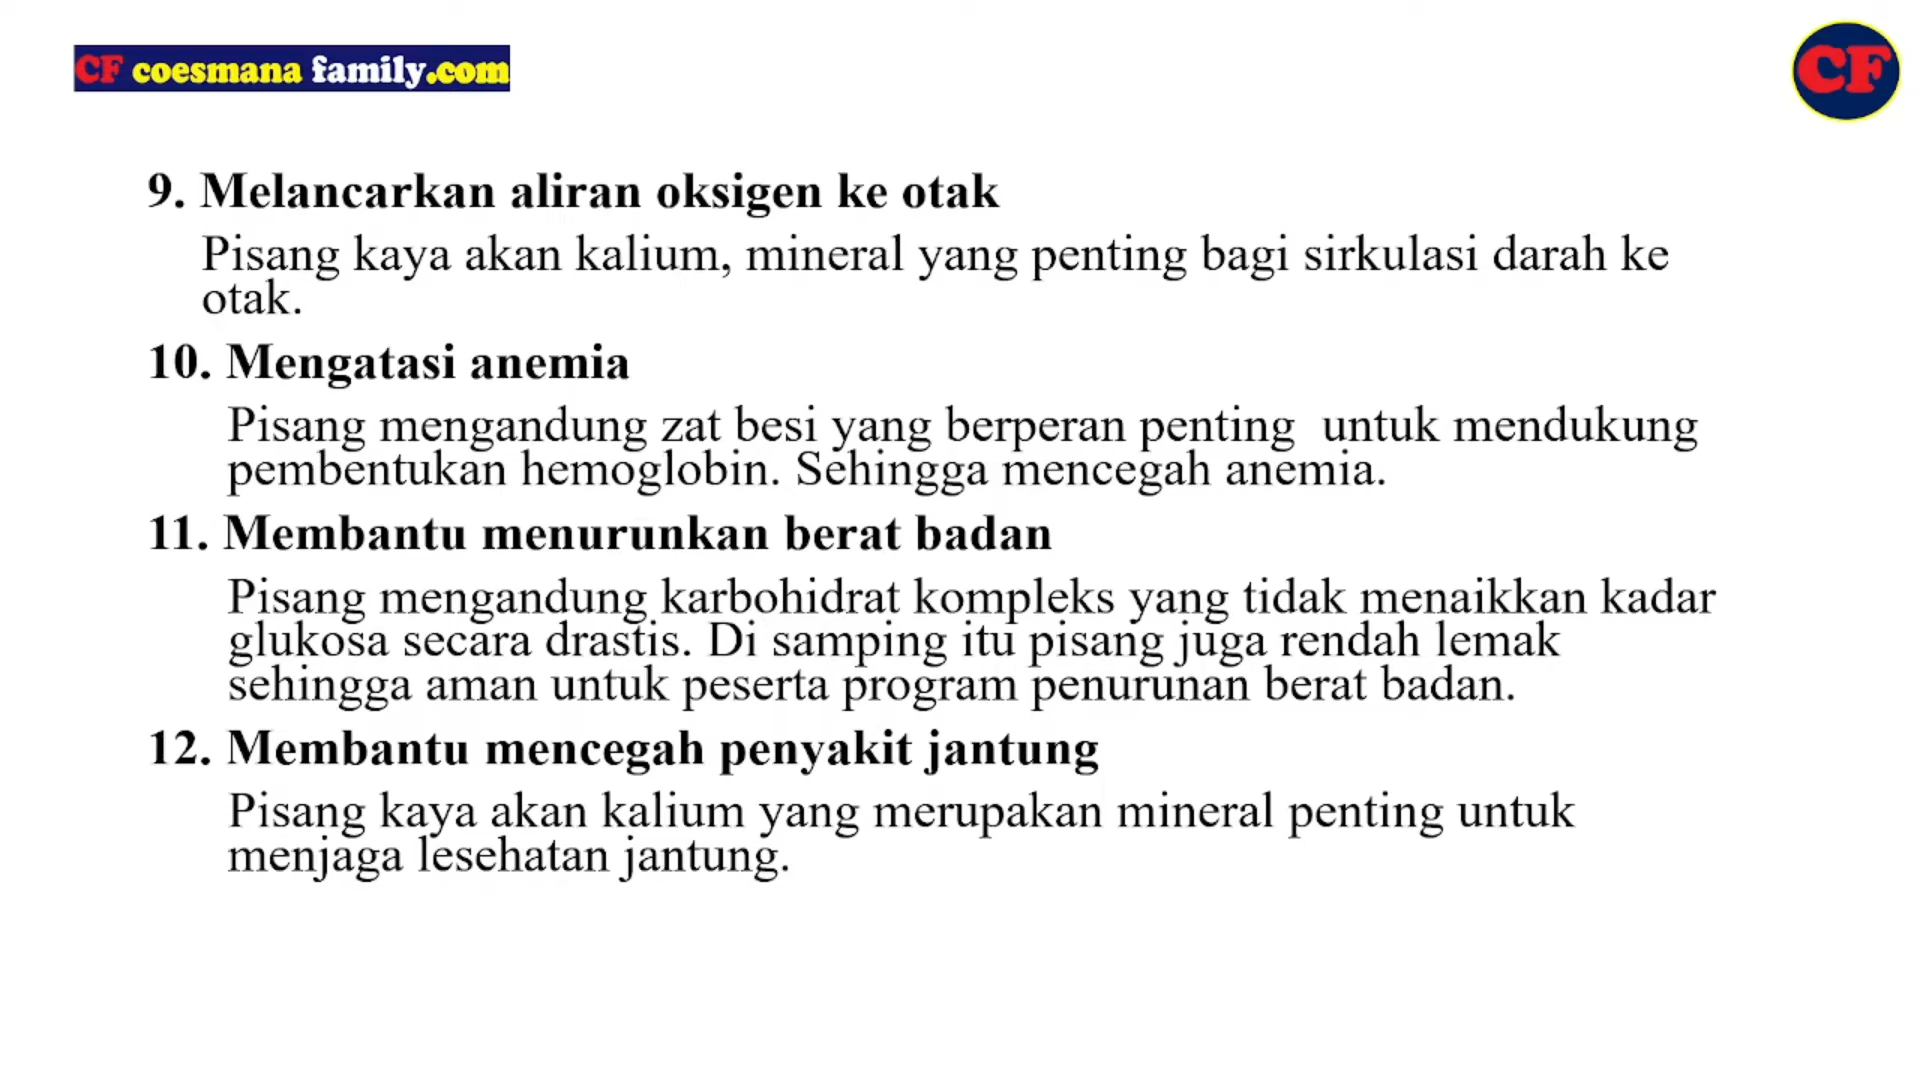 CF coesmana family.com
CF
9. Melancarkan aliran oksigen ke otak
Pisang kaya akan kalium, mineral yang penting bagi sirkulasi darah ke
otak.
10. Mengatasi anemia
Pisang mengandung zat besi yang berperan penting  untuk mendukung
pembentukan hemoglobin. Sehingga mencegah anemia.
11. Membantu menurunkan berat badan
Pisang mengandung karbohidrat kompleks yang tidak menaikkan kadar
glukosa secara drastis. Di samping itu pisang juga rendah lemak
sehingga aman untuk peserta program penurunan berat badan.
12. Membantu mencegah penyakit jantung
Pisang kaya akan kalium yang merupakan mineral penting untuk
menjaga lesehatan jantung.